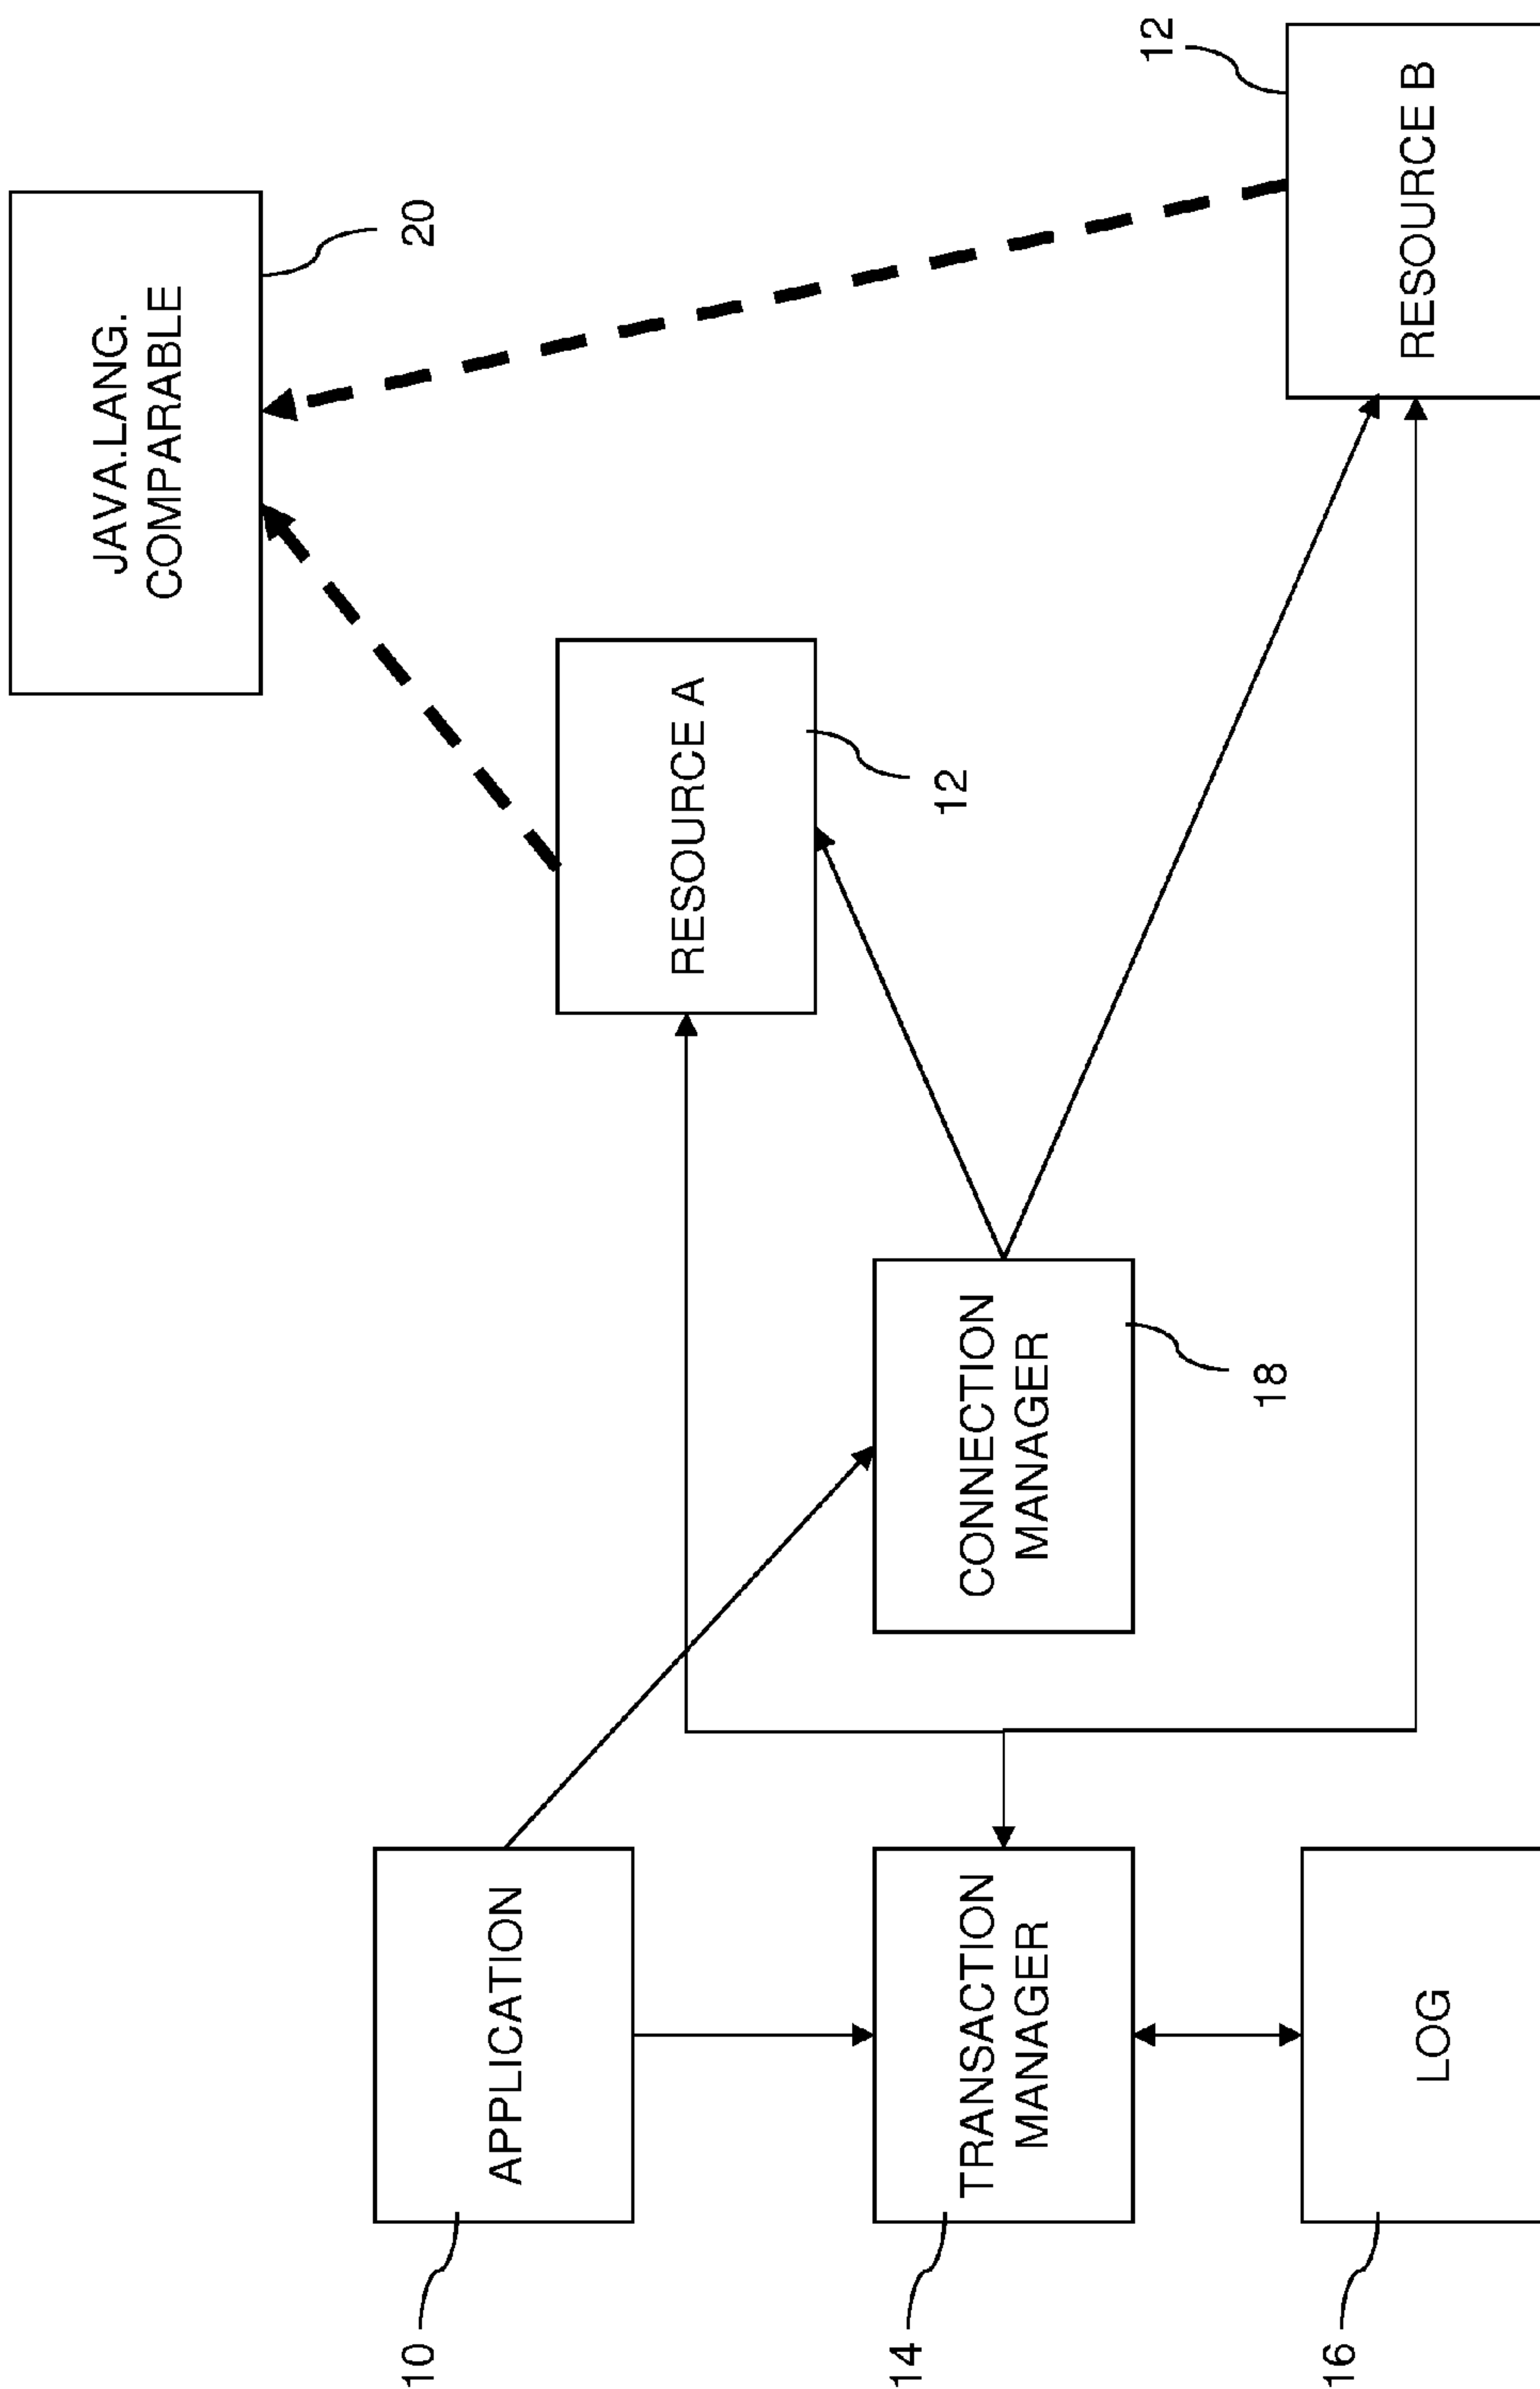 10
APPLICATION
14
TRANSACTION
MANAGER
16
LOG
CONNECTION
MANAGER
18
RESOURCE A
12
JAVA.LANG.
COMPARABLE
20
RESOURCE B
12